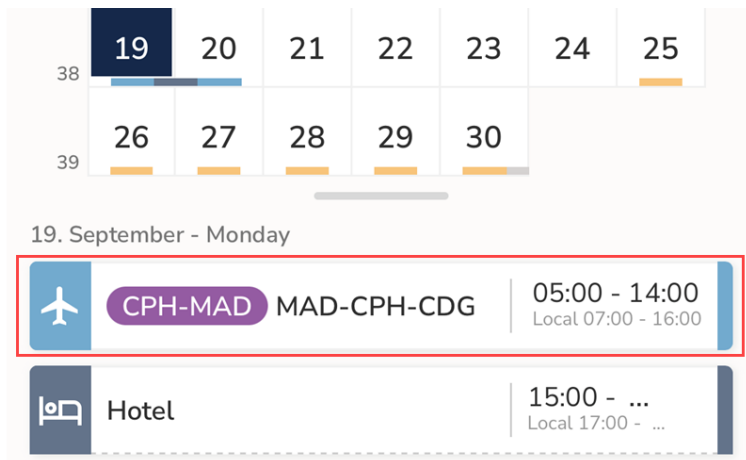 19 20 21 22 23 24 25
38
26 27 28 29 30
39
19. September - Monday
CPH-MAD MAD-CPH-CDG 05:00 - 14:00
Local 07:00 - 16:00
Hotel 15:00 - ...
Local 17:00 - ...